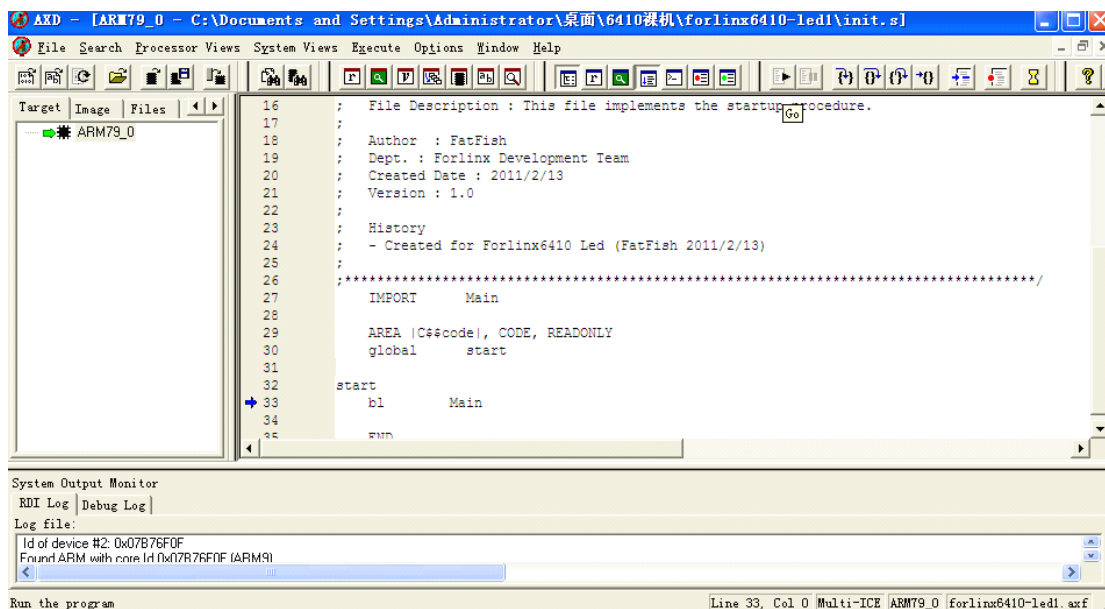 AXD - [ARM79_0 - C:\Documents and Settings\Administrator\桌面\6410裸机\forlinx6410-led1\init.s]
File Search Processor Views System Views Execute Options Window Help
Target Image Files
ARM79_0
16 ; File Description : This file implements the startup procedure.
Go
17 ;
18 ; Author : FatFish
19 ; Dept. : Forlinx Development Team
20 ; Created Date : 2011/2/13
21 ; Version : 1.0
22 ;
23 ; History
24 ; - Created for Forlinx6410 Led (FatFish 2011/2/13)
25 ;
26 ;*************************************************************************************/
27 IMPORT Main
28
29 AREA |C$$code|, CODE, READONLY
30 global start
31
32 start
33 bl Main
34
35 END
System Output Monitor
RDI Log Debug Log
Log file:
Id of device #2: 0x07B76F0F
Found ARM with core Id 0x07B76F0F (ARM9)
Run the program
Line 33, Col 0 Multi-ICE ARM79_0 forlinx6410-led1.axf